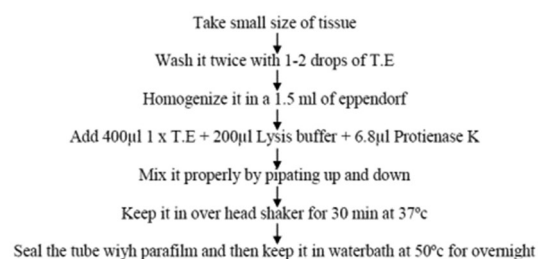 Take small size of tissue
Wash it twice with 1-2 drops of T.E
Homogenize it in a 1.5 ml of eppendorf
Add 400µl 1 x T.E + 200µl Lysis buffer + 6.8µl Protienase K
Mix it properly by pipating up and down
Keep it in over head shaker for 30 min at 37ºc
Seal the tube wiyh parafilm and then keep it in waterbath at 50ºc for overnight